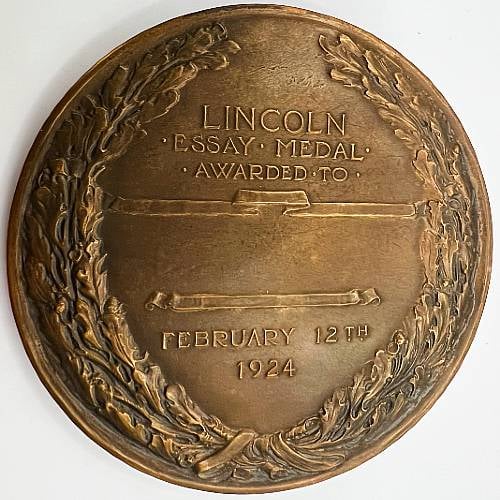 LINCOLN
·ESSAY·MEDAL·
·AWARDED·TO·
FEBRUARY 12TH
1924